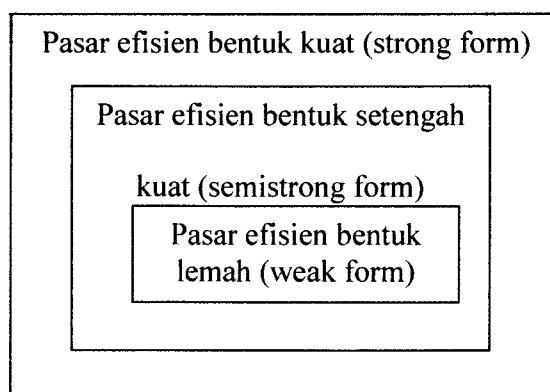 Pasar efisien bentuk kuat (strong form)
Pasar efisien bentuk setengah
kuat (semistrong form)
Pasar efisien bentuk
lemah (weak form)